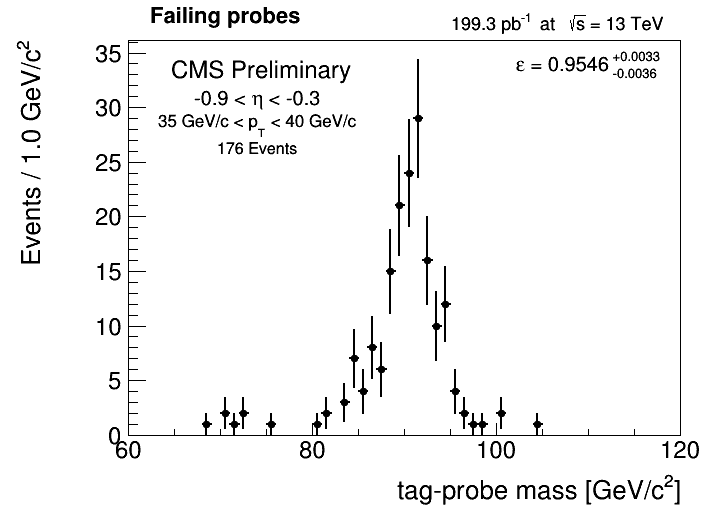 Failing probes
199.3 pb⁻¹ at √s = 13 TeV
CMS Preliminary
-0.9 < η < -0.3
35 GeV/c < p_T < 40 GeV/c
176 Events
ε = 0.9546 +0.0033 -0.0036
Events / 1.0 GeV/c²
35
30
25
20
15
10
5
0
60 80 100 120
tag-probe mass [GeV/c²]